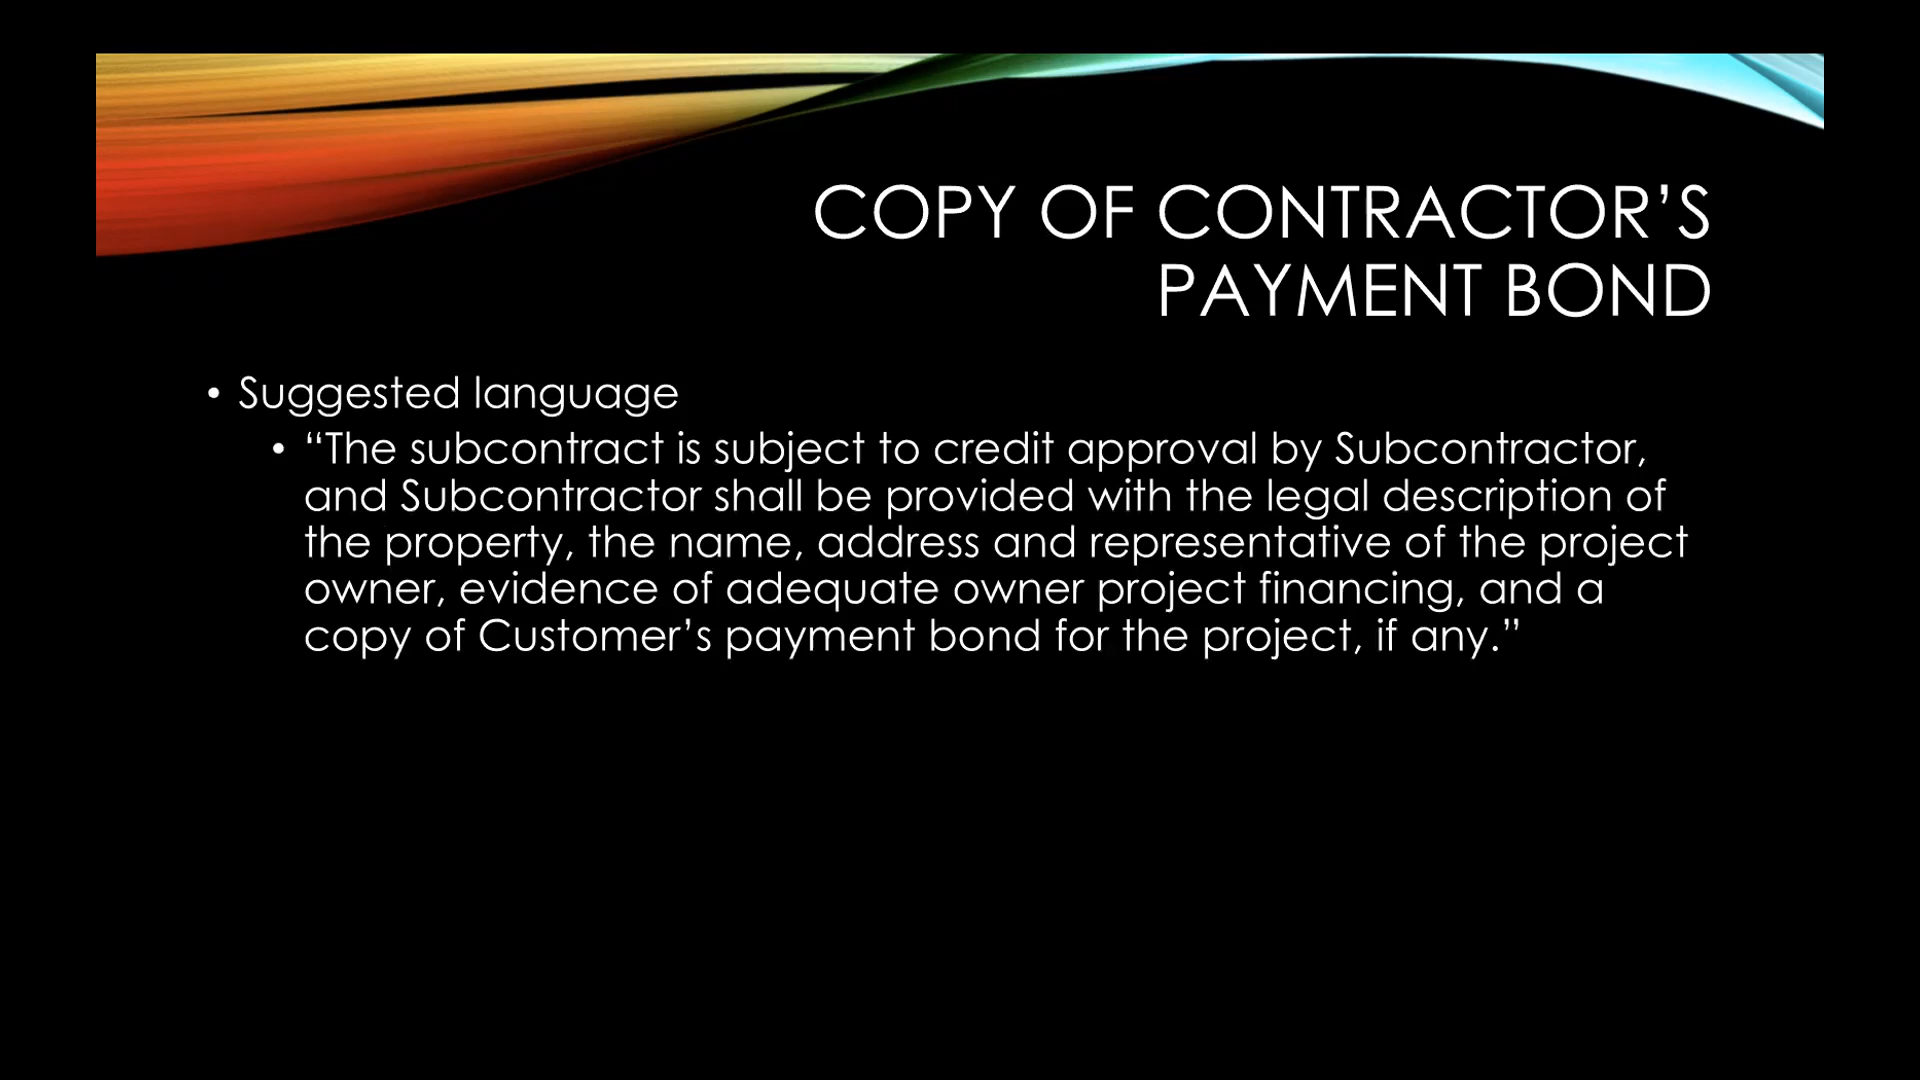 COPY OF CONTRACTOR’S
PAYMENT BOND
• Suggested language
• “The subcontract is subject to credit approval by Subcontractor,
and Subcontractor shall be provided with the legal description of
the property, the name, address and representative of the project
owner, evidence of adequate owner project financing, and a
copy of Customer’s payment bond for the project, if any.”